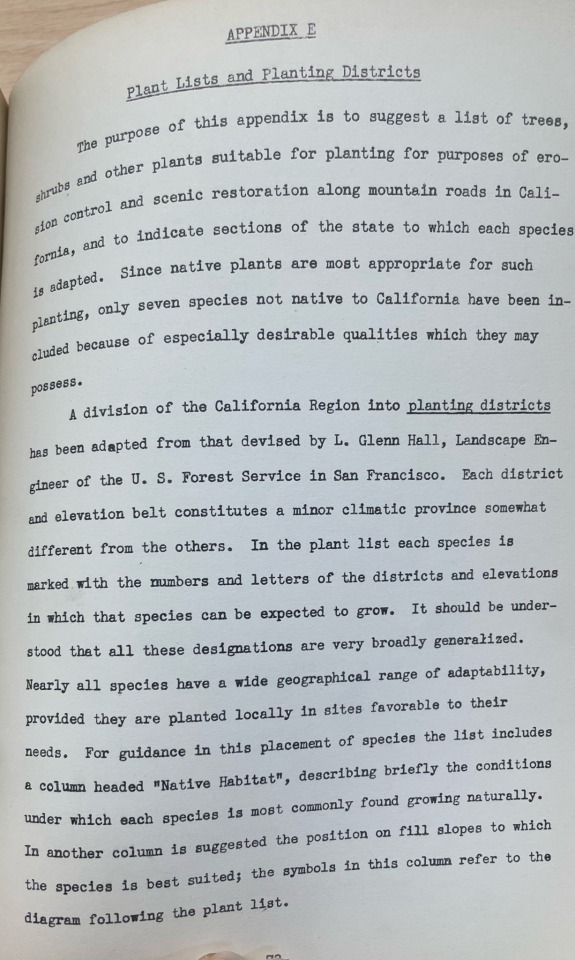 APPENDIX E
Plant Lists and Planting Districts
The purpose of this appendix is to suggest a list of trees,
shrubs and other plants suitable for planting for purposes of ero-
sion control and scenic restoration along mountain roads in Cali-
fornia, and to indicate sections of the state to which each species
is adapted. Since native plants are most appropriate for such
planting, only seven species not native to California have been in-
cluded because of especially desirable qualities which they may
possess.
A division of the California Region into planting districts
has been adapted from that devised by L. Glenn Hall, Landscape En-
gineer of the U. S. Forest Service in San Francisco. Each district
and elevation belt constitutes a minor climatic province somewhat
different from the others. In the plant list each species is
marked with the numbers and letters of the districts and elevations
in which that species can be expected to grow. It should be under-
stood that all these designations are very broadly generalized.
Nearly all species have a wide geographical range of adaptability,
provided they are planted locally in sites favorable to their
needs. For guidance in this placement of species the list includes
a column headed "Native Habitat", describing briefly the conditions
under which each species is most commonly found growing naturally.
In another column is suggested the position on fill slopes to which
the species is best suited; the symbols in this column refer to the
diagram following the plant list.